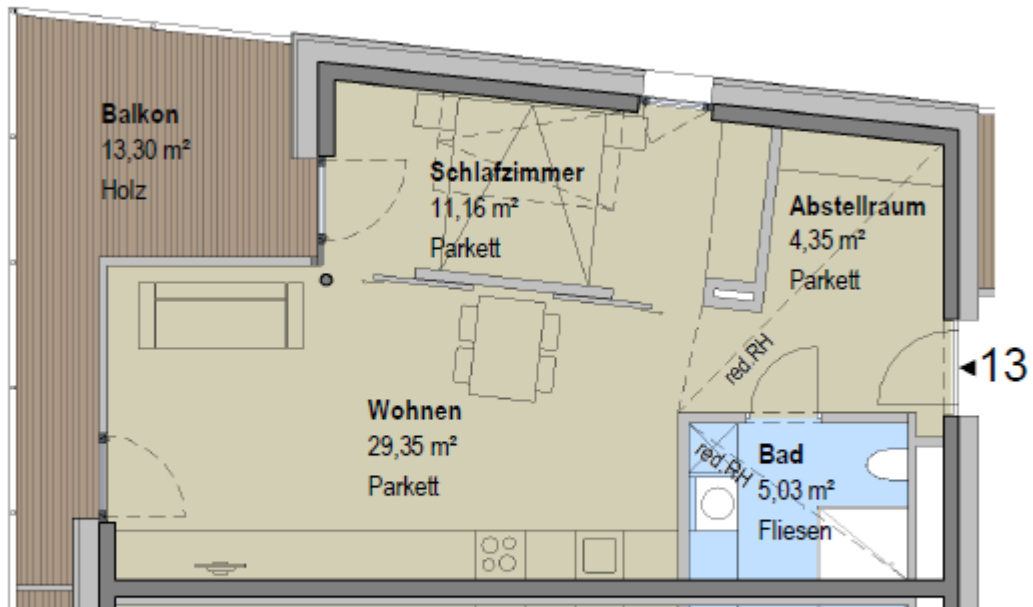 Balkon
13,30 m²
Holz
Schlafzimmer
11,16 m²
Parkett
Abstellraum
4,35 m²
Parkett
red.RH
13
Wohnen
29,35 m²
Parkett
red.RH
Bad
5,03 m²
Fliesen